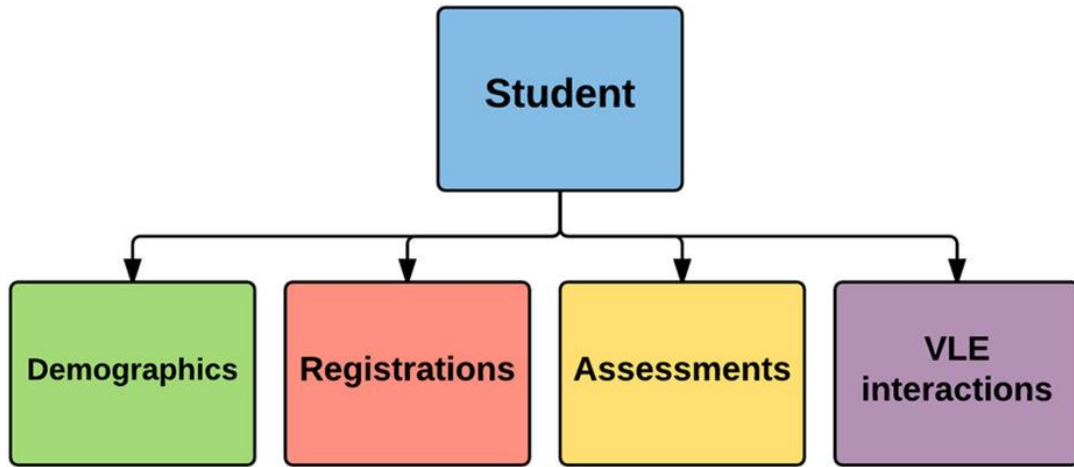 Student
Demographics
Registrations
Assessments
VLE
interactions